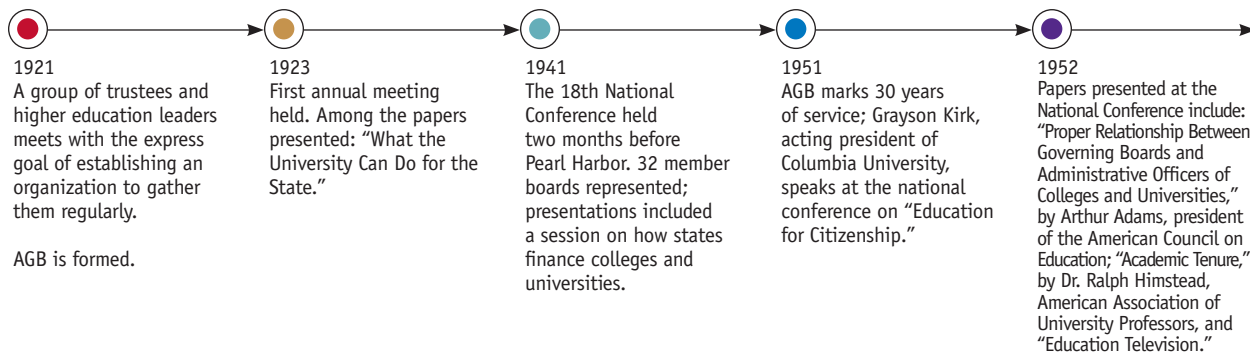 1921
A group of trustees and
higher education leaders
meets with the express
goal of establishing an
organization to gather
them regularly.
AGB is formed.
1923
First annual meeting
held. Among the papers
presented: “What the
University Can Do for the
State.”
1941
The 18th National
Conference held
two months before
Pearl Harbor. 32 member
boards represented;
presentations included
a session on how states
finance colleges and
universities.
1951
AGB marks 30 years
of service; Grayson Kirk,
acting president of
Columbia University,
speaks at the national
conference on “Education
for Citizenship.”
1952
Papers presented at the
National Conference include:
“Proper Relationship Between
Governing Boards and
Administrative Officers of
Colleges and Universities,”
by Arthur Adams, president
of the American Council on
Education; “Academic Tenure,”
by Dr. Ralph Himstead,
American Association of
University Professors, and
“Education Television.”